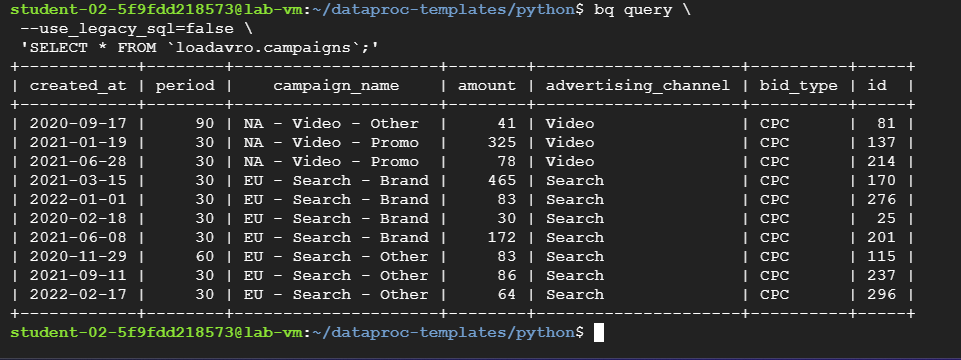 student-02-5f9fdd218573@lab-vm:~/dataproc-templates/python$ bq query \
 --use_legacy_sql=false \
 'SELECT * FROM `loadavro.campaigns`;'
+------------+--------+---------------------+--------+---------------------+----------+-----+
| created_at | period |    campaign_name    | amount | advertising_channel | bid_type | id  |
+------------+--------+---------------------+--------+---------------------+----------+-----+
| 2020-09-17 |     90 | NA - Video - Other  |     41 | Video               | CPC      |  81 |
| 2021-01-19 |     30 | NA - Video - Promo  |    325 | Video               | CPC      | 137 |
| 2021-06-28 |     30 | NA - Video - Promo  |     78 | Video               | CPC      | 214 |
| 2021-03-15 |     30 | EU - Search - Brand |    465 | Search              | CPC      | 170 |
| 2022-01-01 |     30 | EU - Search - Brand |     83 | Search              | CPC      | 276 |
| 2020-02-18 |     30 | EU - Search - Brand |     30 | Search              | CPC      |  25 |
| 2021-06-08 |     30 | EU - Search - Brand |    172 | Search              | CPC      | 201 |
| 2020-11-29 |     60 | EU - Search - Other |     83 | Search              | CPC      | 115 |
| 2021-09-11 |     30 | EU - Search - Other |     86 | Search              | CPC      | 237 |
| 2022-02-17 |     30 | EU - Search - Other |     64 | Search              | CPC      | 296 |
+------------+--------+---------------------+--------+---------------------+----------+-----+
student-02-5f9fdd218573@lab-vm:~/dataproc-templates/python$